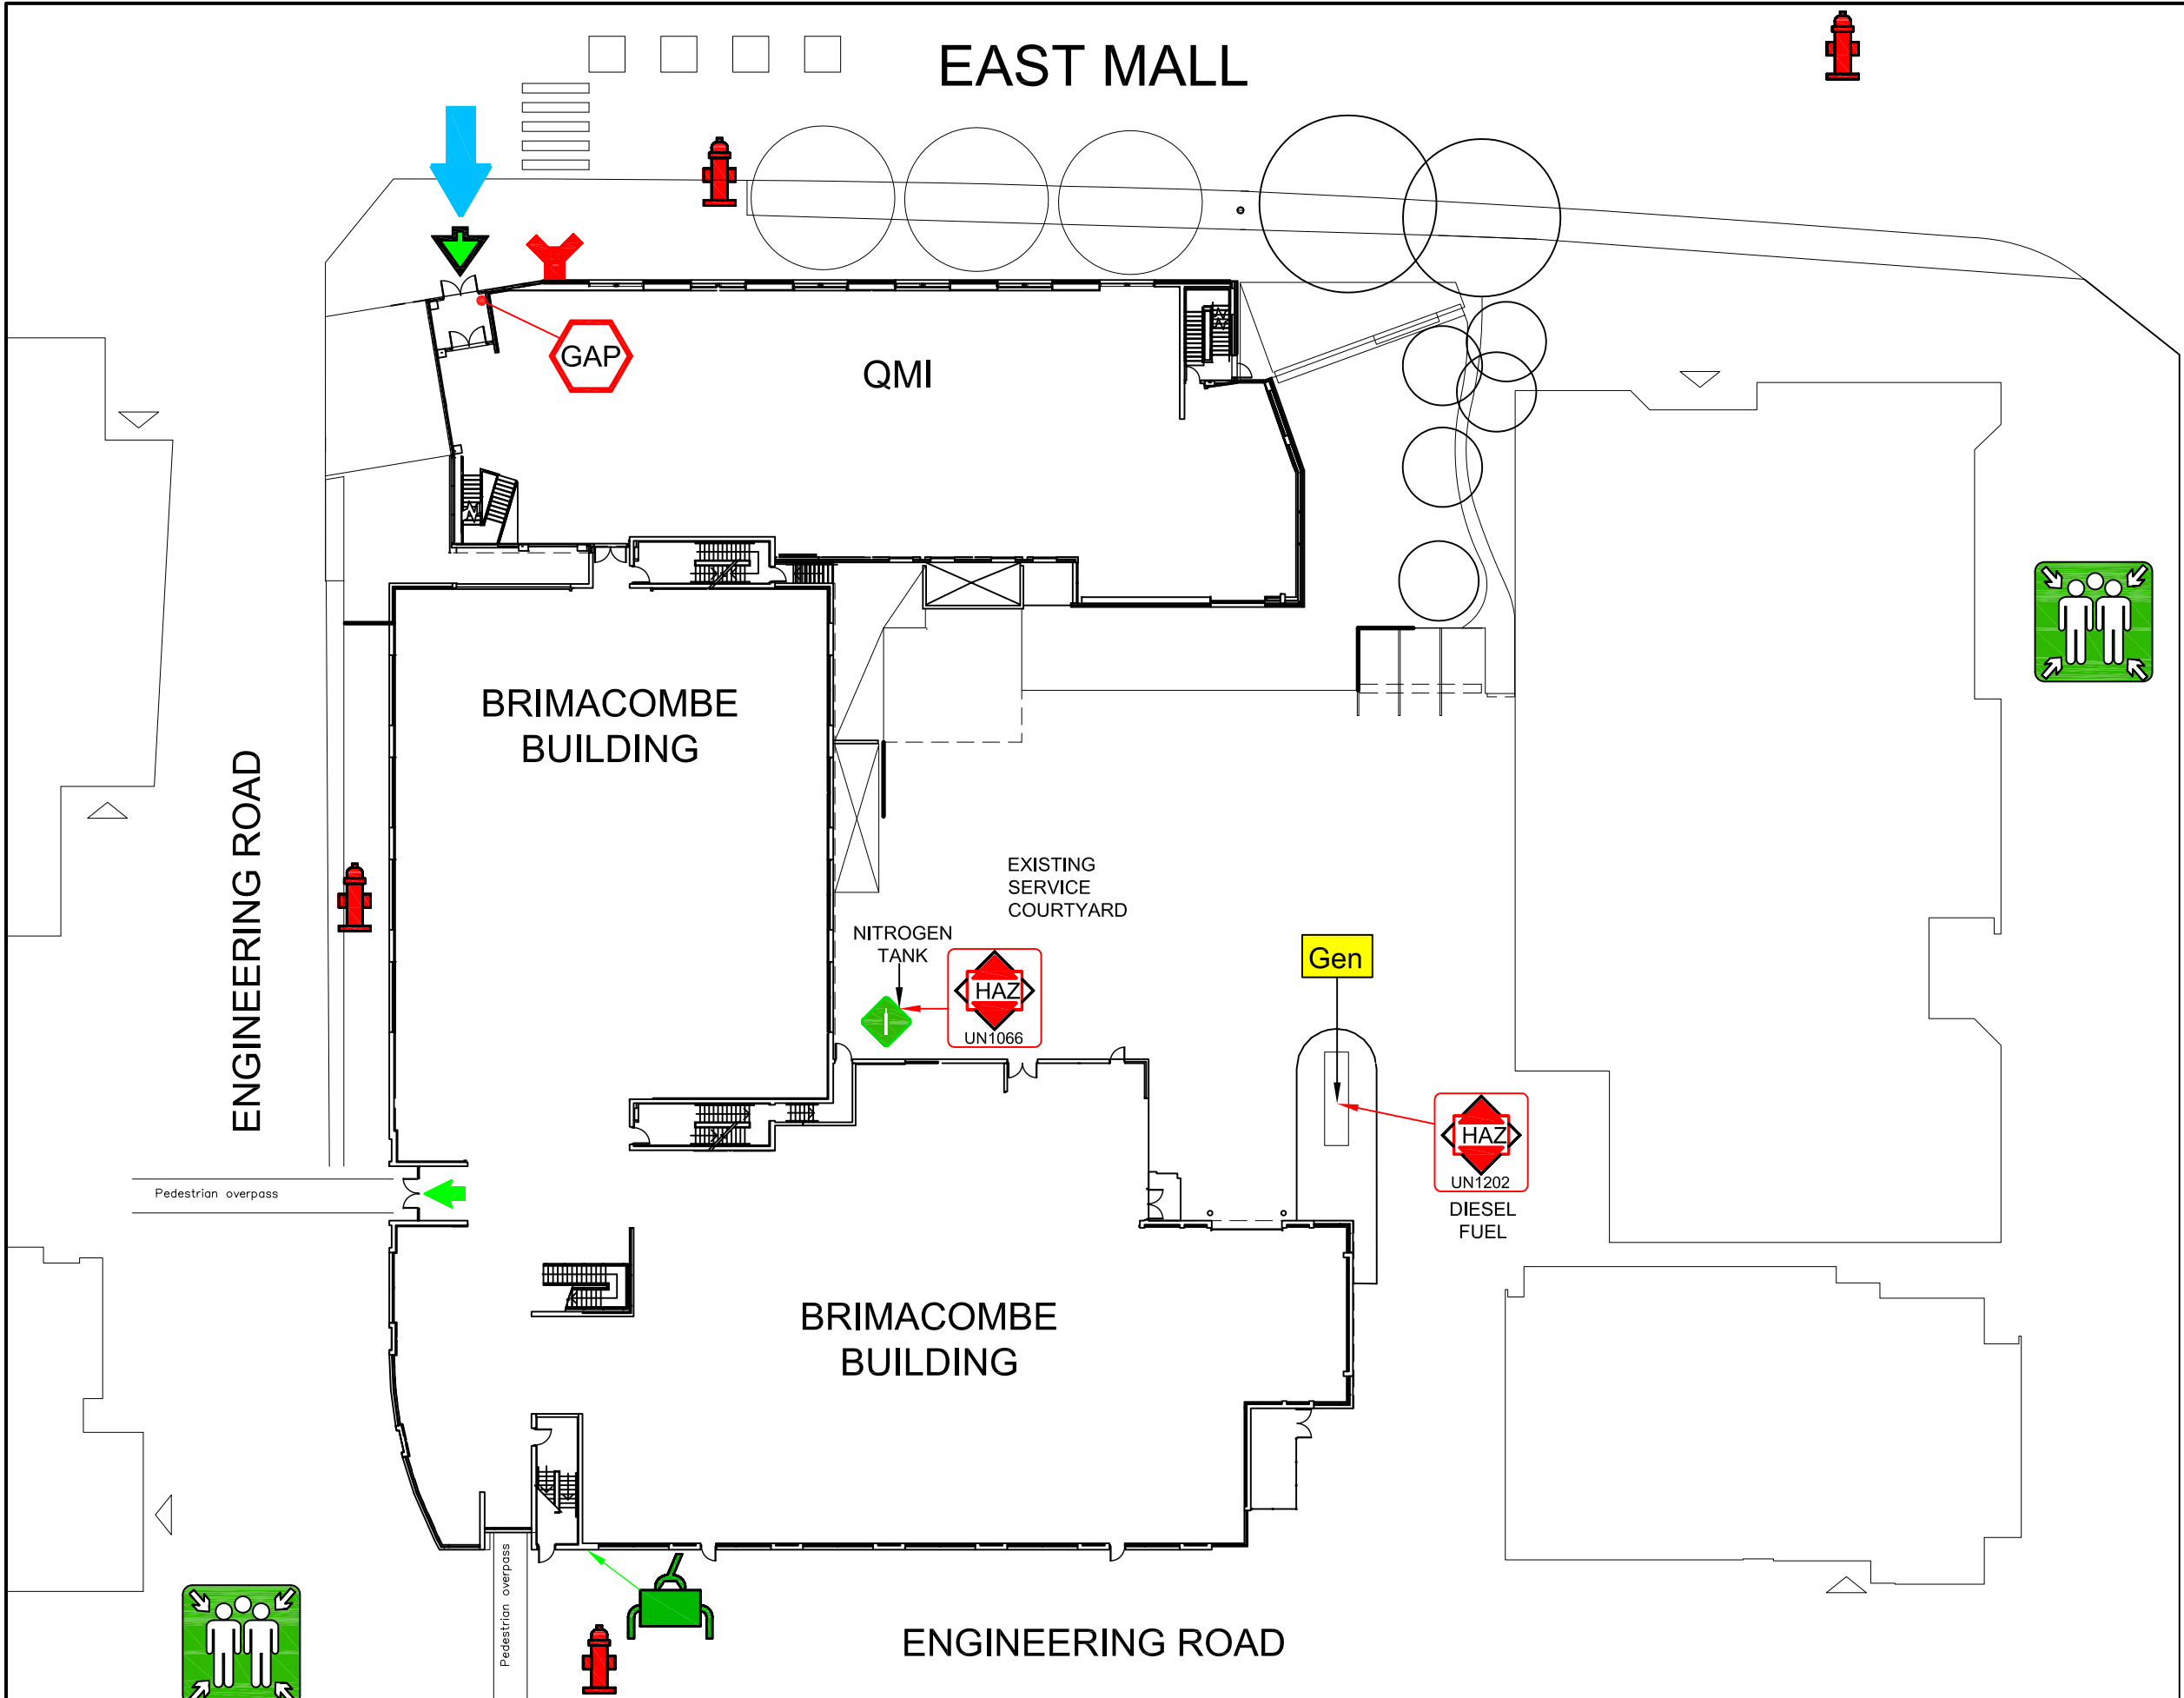 EAST MALL
GAP
QMI
BRIMACOMBE
BUILDING
ENGINEERING ROAD
EXISTING
SERVICE
COURTYARD
NITROGEN
TANK
HAZ
UN1066
Gen
HAZ
UN1202
DIESEL
FUEL
Pedestrian overpass
BRIMACOMBE
BUILDING
Pedestrian overpass
ENGINEERING ROAD